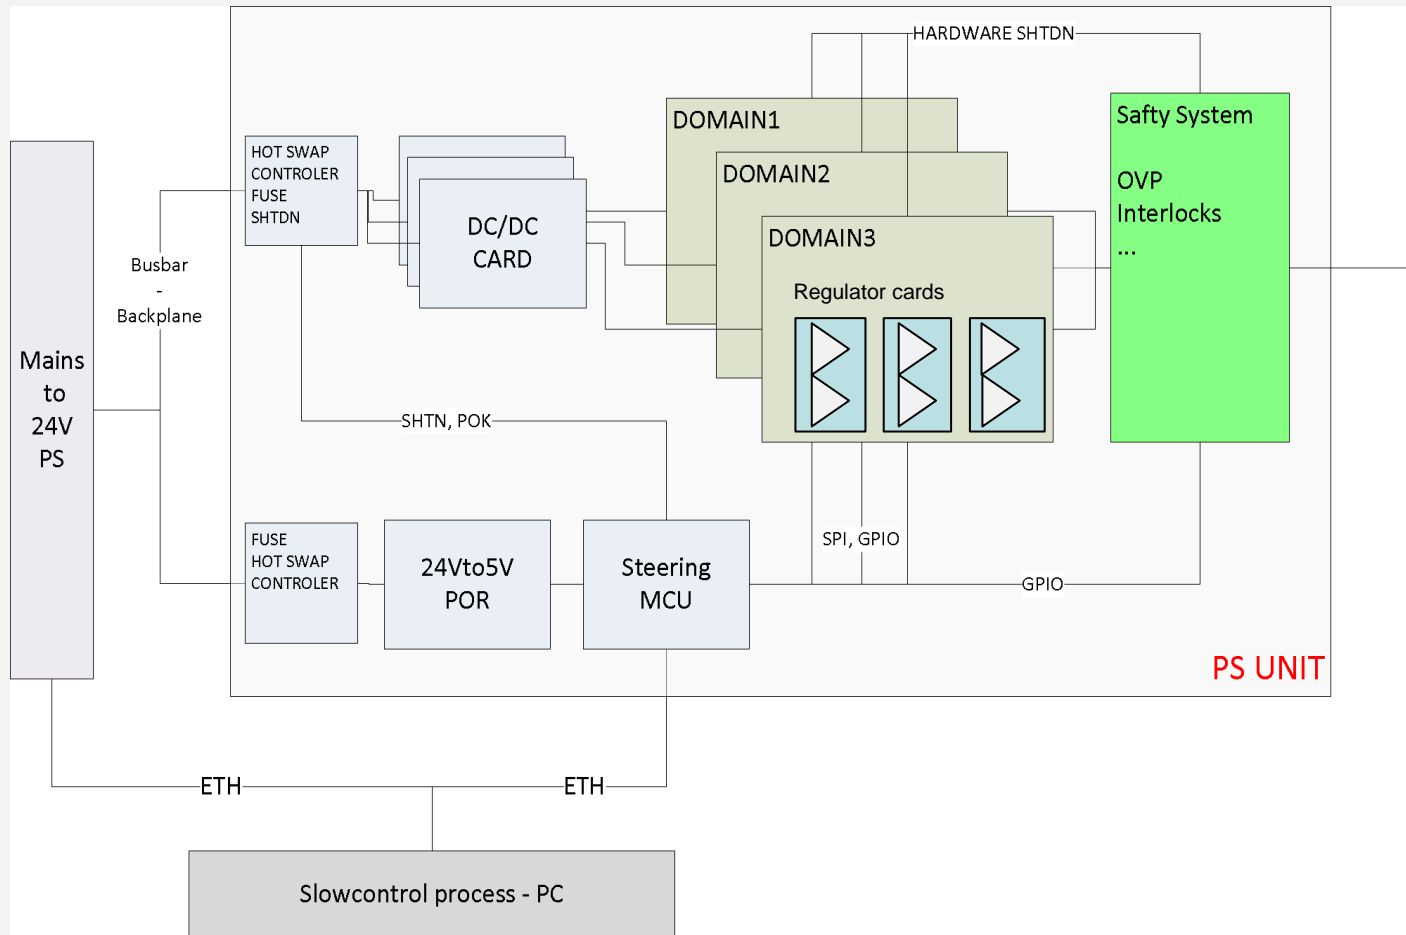 HARDWARE SHTDN
DOMAIN1
Safty System
OVP
Interlocks
...
HOT SWAP
CONTROLER
FUSE
SHTDN
DOMAIN2
DC/DC
CARD
DOMAIN3
Regulator cards
Busbar
-
Backplane
Mains
to
24V
PS
SHTN, POK
FUSE
HOT SWAP
CONTROLER
24Vto5V
POR
Steering
MCU
SPI, GPIO
GPIO
PS UNIT
ETH
ETH
Slowcontrol process - PC